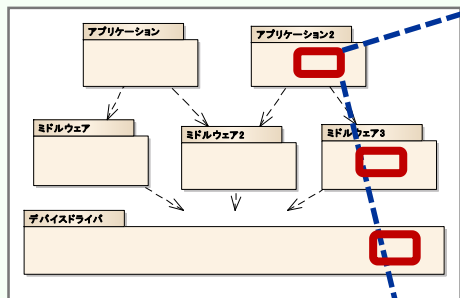 アプリケーション
アプリケーション2
ミドルウェア
ミドルウェア2
ミドルウェア3
デバイスドライバ